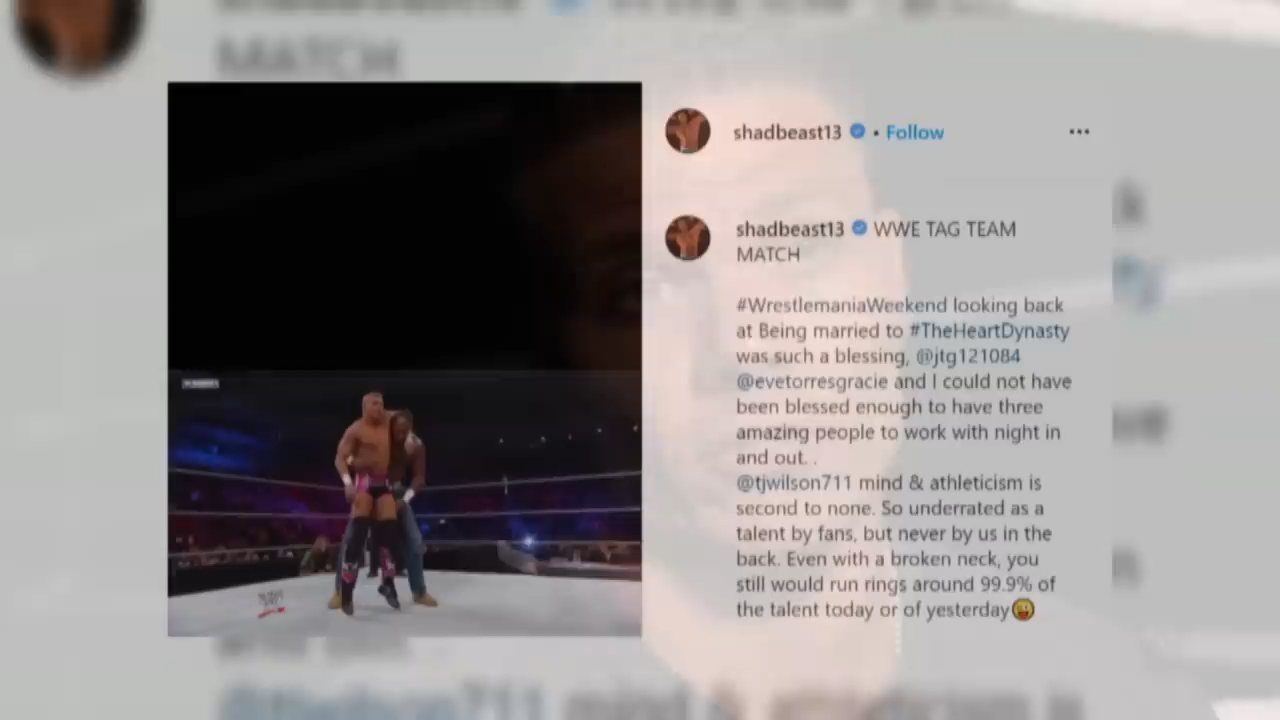 MATCH
shadbeast13 • Follow •••
shadbeast13 WWE TAG TEAM
MATCH
#WrestlemaniaWeekend looking back
at Being married to #TheHeartDynasty
was such a blessing, @jtg121084
@evetorresgracie and I could not have
been blessed enough to have three
amazing people to work with night in
and out. .
@tjwilson711 mind & athleticism is
second to none. So underrated as a
talent by fans, but never by us in the
back. Even with a broken neck, you
still would run rings around 99.9% of
the talent today or of yesterday😜